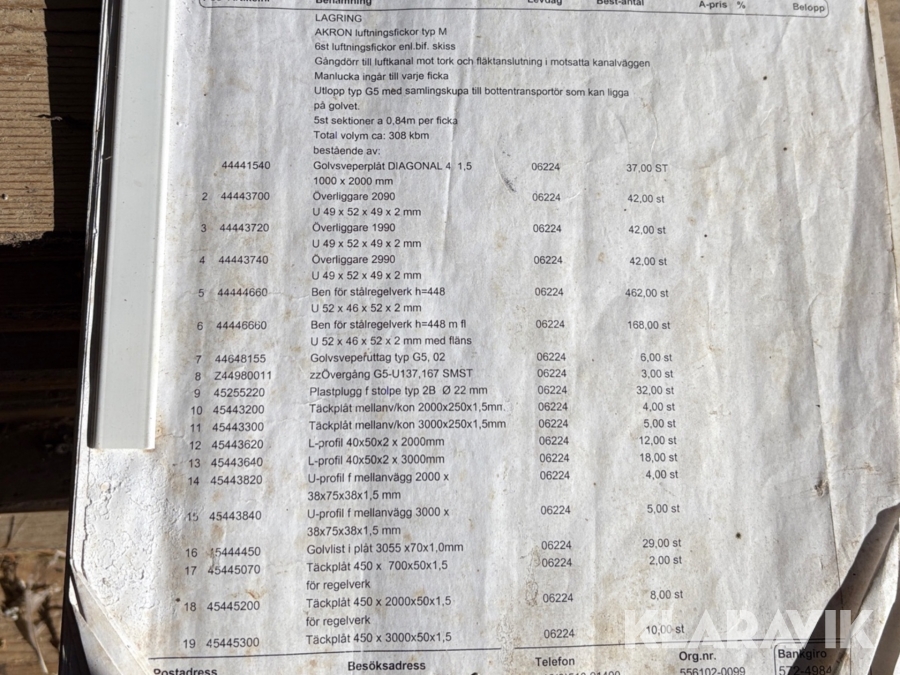 Benämning Levdag Best-antal A-pris % Belopp
LAGRING
AKRON luftningsfickor typ M
6st luftningsfickor enl.bif. skiss
Gångdörr till luftkanal mot tork och fläktanslutning i motsatta kanalväggen
Manlucka ingår till varje ficka
Utlopp typ G5 med samlingskupa till bottentransportör som kan ligga
på golvet.
5st sektioner a 0,84m per ficka
Total volym ca: 308 kbm
bestående av:
44441540 Golvsveperplåt DIAGONAL 4 1,5 06224 37,00 ST
1000 x 2000 mm
2 44443700 Överliggare 2090 06224 42,00 st
U 49 x 52 x 49 x 2 mm
3 44443720 Överliggare 1990 06224 42,00 st
U 49 x 52 x 49 x 2 mm
4 44443740 Överliggare 2990 06224 42,00 st
U 49 x 52 x 49 x 2 mm
5 44444660 Ben för stålregelverk h=448 06224 462,00 st
U 52 x 46 x 52 x 2 mm
6 44446660 Ben för stålregelverk h=448 m fl 06224 168,00 st
U 52 x 46 x 52 x 2 mm med fläns
7 44648155 Golvsveperuttag typ G5, 02 06224 6,00 st
8 Z44980011 zzÖvergång G5-U137,167 SMST 06224 3,00 st
9 45255220 Plastplugg f stolpe typ 2B Ø 22 mm 06224 32,00 st
10 45443200 Täckplåt mellanv/kon 2000x250x1,5m 06224 4,00 st
11 45443300 Täckplåt mellanv/kon 3000x250x1,5mm 06224 5,00 st
12 45443620 L-profil 40x50x2 x 2000mm 06224 12,00 st
13 45443640 L-profil 40x50x2 x 3000mm 06224 18,00 st
14 45443820 U-profil f mellanvägg 2000 x 06224 4,00 st
38x75x38x1,5 mm
15 45443840 U-profil f mellanvägg 3000 x 06224 5,00 st
38x75x38x1,5 mm
16 45444450 Golvlist i plåt 3055 x70x1,0mm 06224 29,00 st
17 45445070 Täckplåt 450 x 700x50x1,5 06224 2,00 st
för regelverk
18 45445200 Täckplåt 450 x 2000x50x1,5 06224 8,00 st
för regelverk
19 45445300 Täckplåt 450 x 3000x50x1,5 06224 10,00 st
KLARAVIK
Postadress Besöksadress Telefon Org.nr. Bankgiro
556102-0099 572-4984